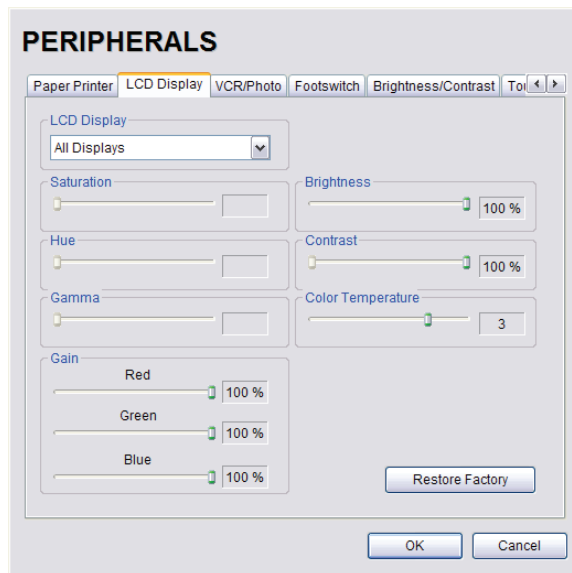 PERIPHERALS
Paper Printer LCD Display VCR/Photo Footswitch Brightness/Contrast
LCD Display
All Displays
Saturation
Brightness
100 %
Hue
Contrast
100 %
Gamma
Color Temperature
3
Gain
Red
100 %
Green
100 %
Blue
100 %
Restore Factory
OK Cancel